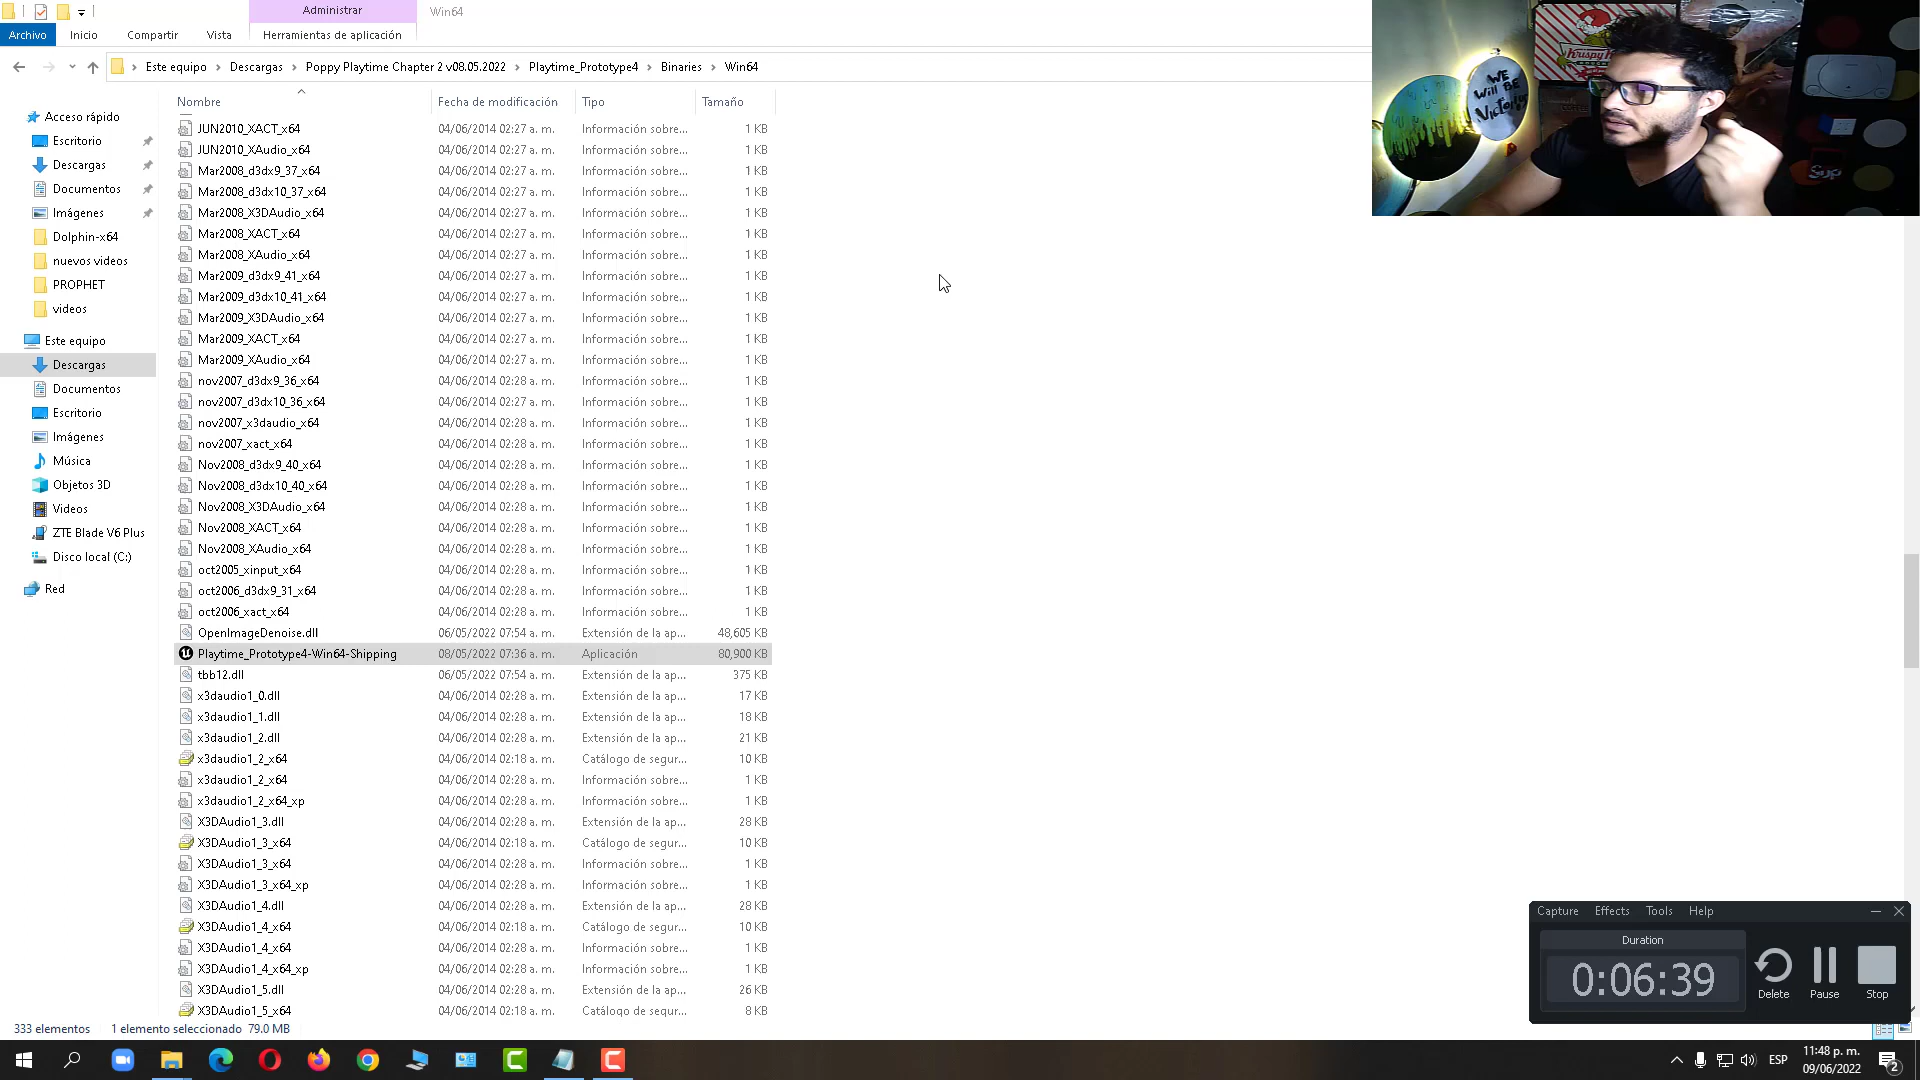 Administrar
Win64
Archivo
Inicio
Compartir
Vista
Herramientas de aplicación
Este equipo > Descargas > Poppy Playtime Chapter 2 v08.05.2022 > Playtime_Prototype4 > Binaries > Win64
Nombre Fecha de modificación Tipo Tamaño
Acceso rápido
Escritorio
Descargas
Documentos
Imágenes
Dolphin-x64
nuevos videos
PROPHET
videos
Este equipo
Descargas
Documentos
Escritorio
Imágenes
Música
Objetos 3D
Videos
ZTE Blade V6 Plus
Disco local (C:)
Red
JUN2010_XACT_x64 04/06/2014 02:27 a. m. Información sobre... 1 KB
JUN2010_XAudio_x64 04/06/2014 02:27 a. m. Información sobre... 1 KB
Mar2008_d3dx9_37_x64 04/06/2014 02:27 a. m. Información sobre... 1 KB
Mar2008_d3dx10_37_x64 04/06/2014 02:27 a. m. Información sobre... 1 KB
Mar2008_X3DAudio_x64 04/06/2014 02:27 a. m. Información sobre... 1 KB
Mar2008_XACT_x64 04/06/2014 02:27 a. m. Información sobre... 1 KB
Mar2008_XAudio_x64 04/06/2014 02:27 a. m. Información sobre... 1 KB
Mar2009_d3dx9_41_x64 04/06/2014 02:27 a. m. Información sobre... 1 KB
Mar2009_d3dx10_41_x64 04/06/2014 02:27 a. m. Información sobre... 1 KB
Mar2009_X3DAudio_x64 04/06/2014 02:27 a. m. Información sobre... 1 KB
Mar2009_XACT_x64 04/06/2014 02:27 a. m. Información sobre... 1 KB
Mar2009_XAudio_x64 04/06/2014 02:27 a. m. Información sobre... 1 KB
nov2007_d3dx9_36_x64 04/06/2014 02:28 a. m. Información sobre... 1 KB
nov2007_d3dx10_36_x64 04/06/2014 02:27 a. m. Información sobre... 1 KB
nov2007_x3daudio_x64 04/06/2014 02:28 a. m. Información sobre... 1 KB
nov2007_xact_x64 04/06/2014 02:28 a. m. Información sobre... 1 KB
Nov2008_d3dx9_40_x64 04/06/2014 02:28 a. m. Información sobre... 1 KB
Nov2008_d3dx10_40_x64 04/06/2014 02:28 a. m. Información sobre... 1 KB
Nov2008_X3DAudio_x64 04/06/2014 02:28 a. m. Información sobre... 1 KB
Nov2008_XACT_x64 04/06/2014 02:28 a. m. Información sobre... 1 KB
Nov2008_XAudio_x64 04/06/2014 02:28 a. m. Información sobre... 1 KB
oct2005_xinput_x64 04/06/2014 02:28 a. m. Información sobre... 1 KB
oct2006_d3dx9_31_x64 04/06/2014 02:28 a. m. Información sobre... 1 KB
oct2006_xact_x64 04/06/2014 02:28 a. m. Información sobre... 1 KB
OpenImageDenoise.dll 06/05/2022 07:54 a. m. Extensión de la ap... 48,605 KB
Playtime_Prototype4-Win64-Shipping 08/05/2022 07:36 a. m. Aplicación 80,900 KB
tbb12.dll 06/05/2022 07:54 a. m. Extensión de la ap... 375 KB
x3daudio1_0.dll 04/06/2014 02:28 a. m. Extensión de la ap... 17 KB
x3daudio1_1.dll 04/06/2014 02:28 a. m. Extensión de la ap... 18 KB
x3daudio1_2.dll 04/06/2014 02:28 a. m. Extensión de la ap... 21 KB
x3daudio1_2_x64 04/06/2014 02:18 a. m. Catálogo de segur... 10 KB
x3daudio1_2_x64 04/06/2014 02:28 a. m. Información sobre... 1 KB
x3daudio1_2_x64_xp 04/06/2014 02:28 a. m. Información sobre... 1 KB
X3DAudio1_3.dll 04/06/2014 02:28 a. m. Extensión de la ap... 28 KB
X3DAudio1_3_x64 04/06/2014 02:18 a. m. Catálogo de segur... 10 KB
X3DAudio1_3_x64 04/06/2014 02:28 a. m. Información sobre... 1 KB
X3DAudio1_3_x64_xp 04/06/2014 02:28 a. m. Información sobre... 1 KB
X3DAudio1_4.dll 04/06/2014 02:28 a. m. Extensión de la ap... 28 KB
X3DAudio1_4_x64 04/06/2014 02:18 a. m. Catálogo de segur... 10 KB
X3DAudio1_4_x64 04/06/2014 02:28 a. m. Información sobre... 1 KB
X3DAudio1_4_x64_xp 04/06/2014 02:28 a. m. Información sobre... 1 KB
X3DAudio1_5.dll 04/06/2014 02:28 a. m. Extensión de la ap... 26 KB
X3DAudio1_5_x64 04/06/2014 02:18 a. m. Catálogo de segur... 8 KB
333 elementos 1 elemento seleccionado 79.0 MB
WE
Will BE
Capture Effects Tools Help
Duration
0:06:39
Delete Pause Stop
ESP
11:48 p. m.
09/06/2022
2